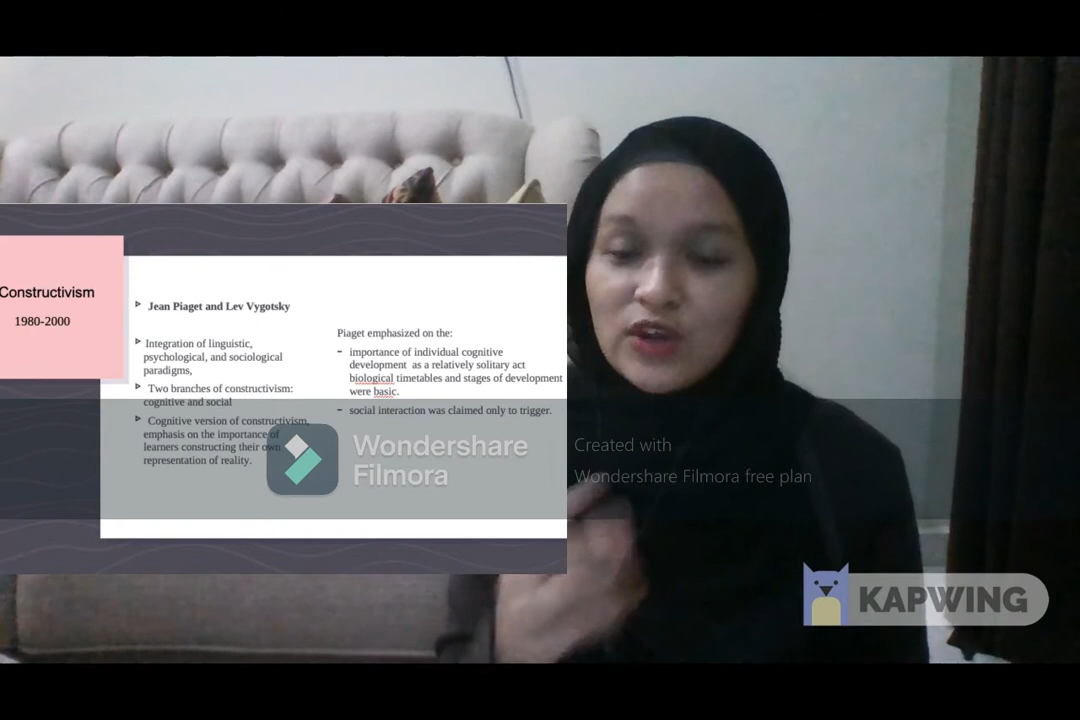 Constructivism
1980-2000
Jean Piaget and Lev Vygotsky
Integration of linguistic,
psychological, and sociological
paradigms,
Two branches of constructivism:
cognitive and social
Cognitive version of constructivism,
emphasis on the importance of
learners constructing their own
representation of reality.
Piaget emphasized on the:
- importance of individual cognitive
development as a relatively solitary act
biological timetables and stages of development
were basic.
- social interaction was claimed only to trigger.
Wondershare
Filmora
Created with
Wondershare Filmora free plan
KAPWING